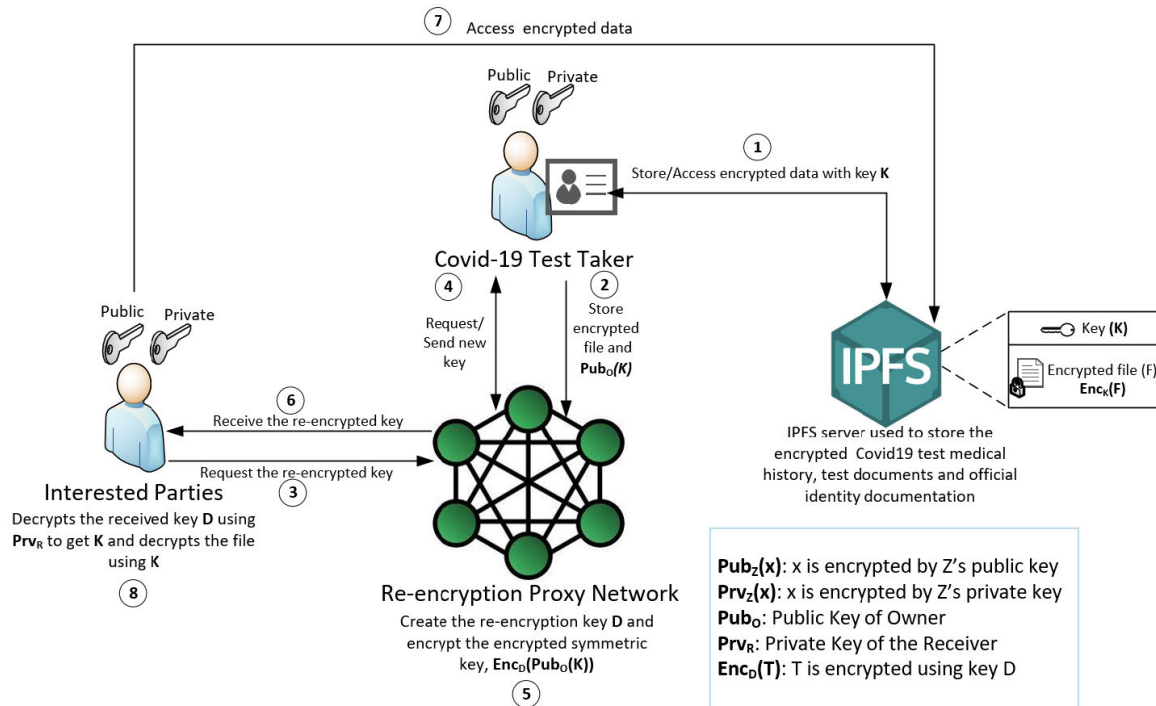 7
Access encrypted data
Public Private
1
Store/Access encrypted data with key K
Covid-19 Test Taker
4
2
Request/
Send new
key
Store
encrypted
file and
PubO(K)
Public Private
6
Receive the re-encrypted key
Request the re-encrypted key
3
Interested Parties
Decrypts the received key D using
PrvR to get K and decrypts the file
using K
8
Re-encryption Proxy Network
Create the re-encryption key D and
encrypt the encrypted symmetric
key, EncD(PubO(K))
5
IPFS
Key (K)
Encrypted file (F)
EncK(F)
IPFS server used to store the
encrypted Covid19 test medical
history, test documents and official
identity documentation
PubZ(x): x is encrypted by Z's public key
PrvZ(x): x is encrypted by Z's private key
PubO: Public Key of Owner
PrvR: Private Key of the Receiver
EncD(T): T is encrypted using key D